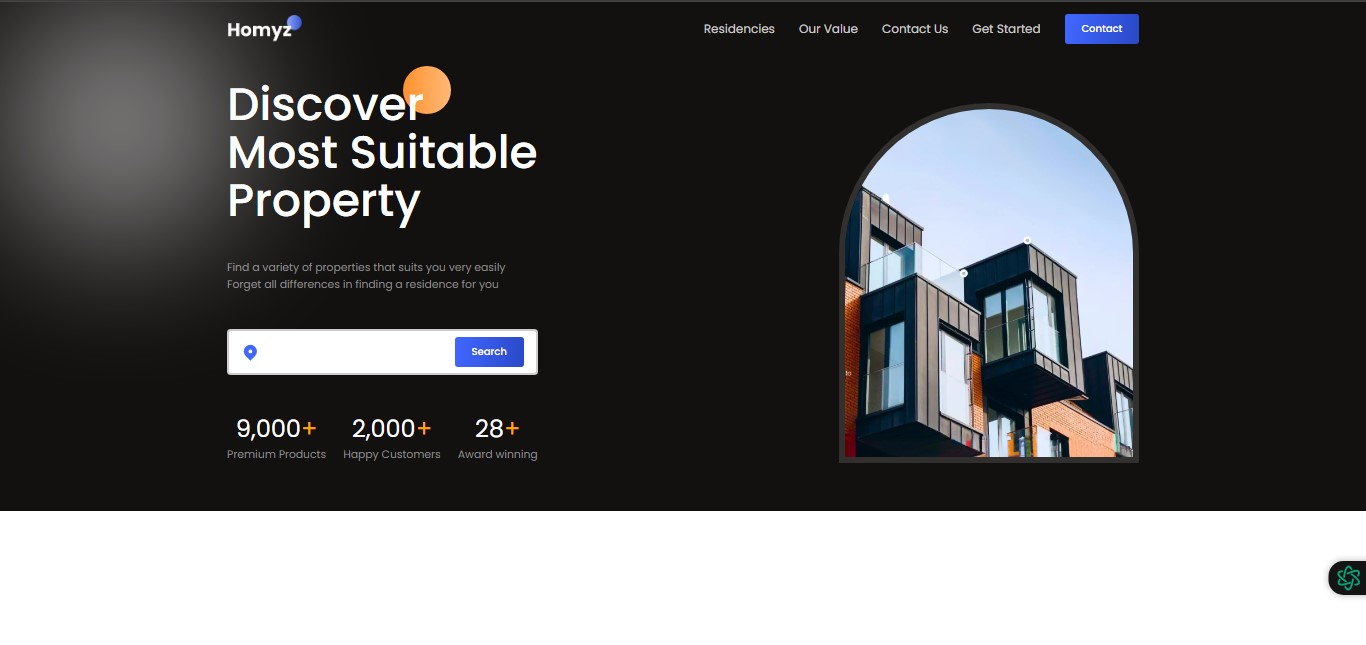 Homyz
Residencies
Our Value
Contact Us
Get Started
Contact
Discover
Most Suitable
Property
Find a variety of properties that suits you very easily
Forget all differences in finding a residence for you
Search
9,000+
2,000+
28+
Premium Products
Happy Customers
Award winning
to